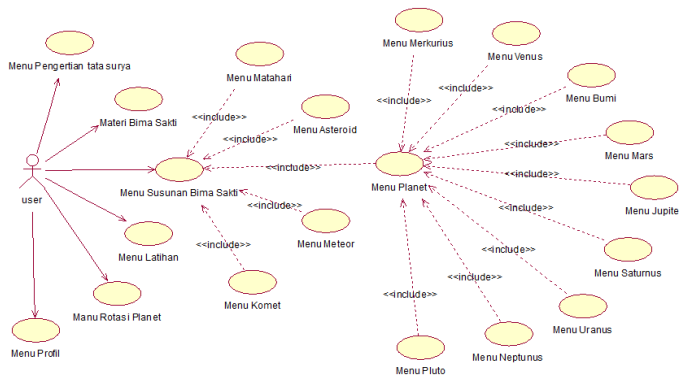 Menu Merkurius
Menu Venus
Menu Pengertian tata surya
Menu Matahari
<<include>>
Menu Bumi
Materi Bima Sakti
<<include>>
Menu Asteroid
<<include>>
<<include>>
<<include>>
<<include>>
Menu Mars
<<include>>
<<include>>
Menu Susunan Bima Sakti
Menu Planet
user
<<include>>
<<include>>
Menu Jupite
Menu Meteor
<<include>>
<<include>>
Menu Latihan
Menu Saturnus
<<include>>
<<include>>
Menu Komet
Manu Rotasi Planet
Menu Uranus
Menu Profil
Menu Neptunus
Menu Pluto